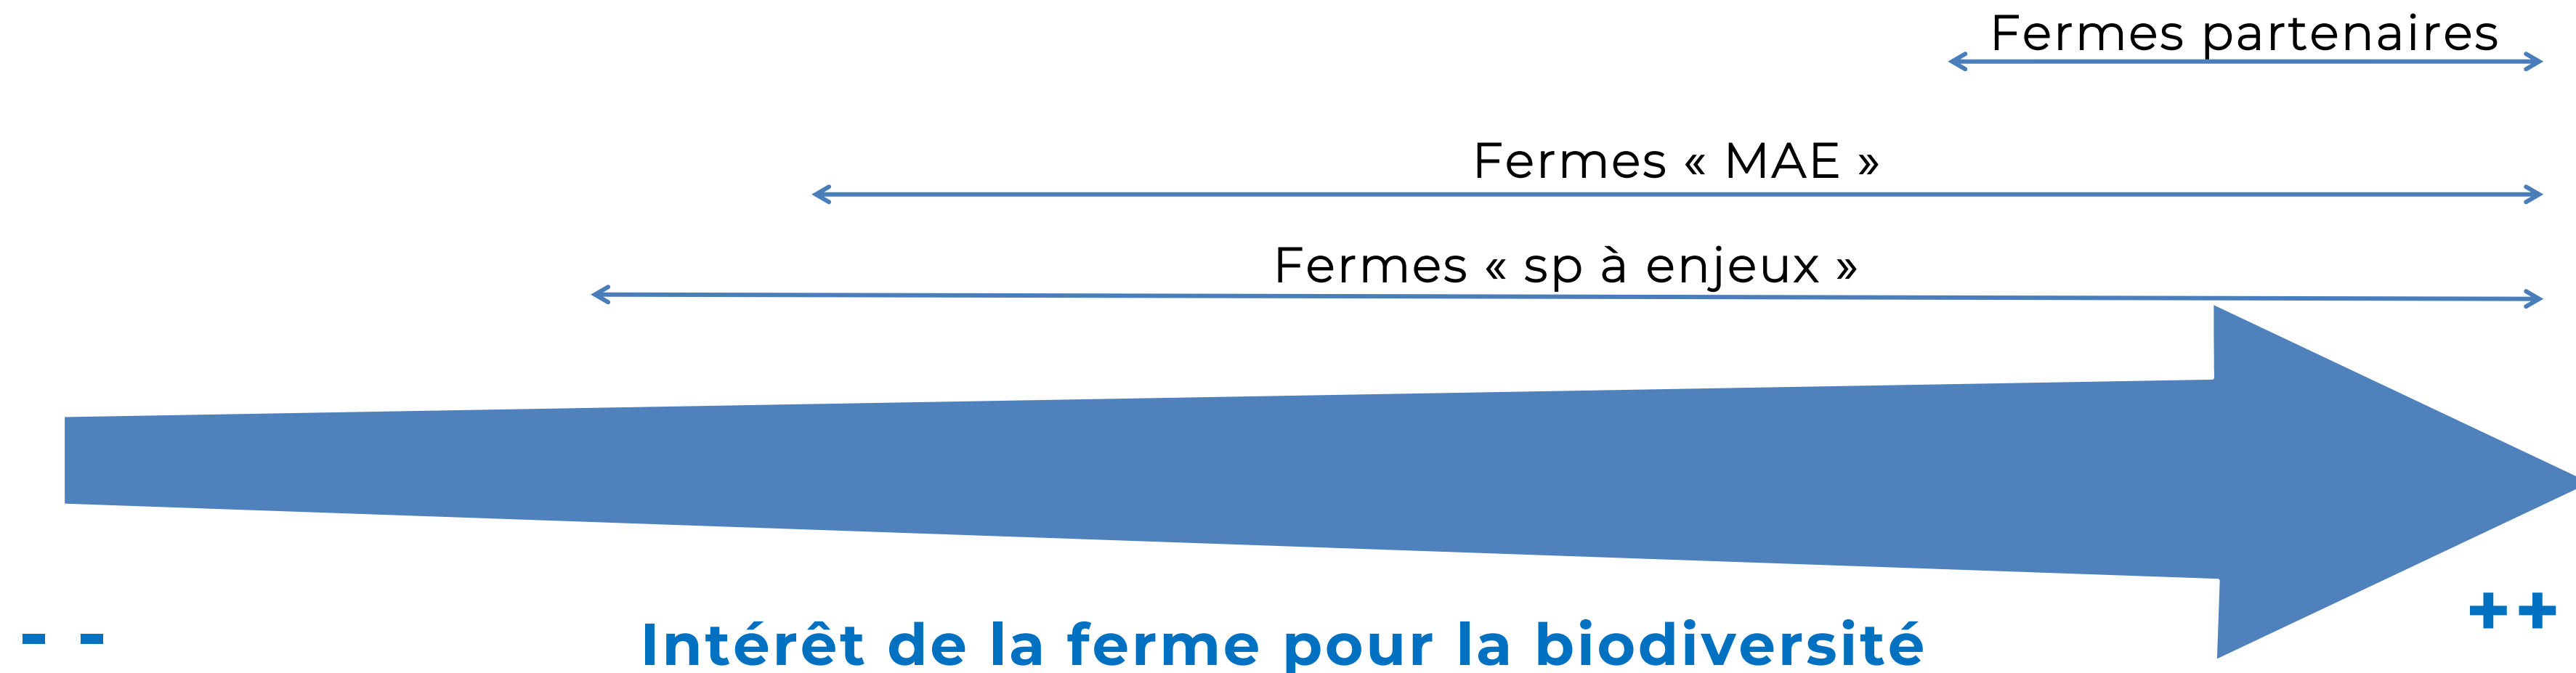 Fermes partenaires
Fermes « MAE »
Fermes « sp à enjeux »
- -
++
Intérêt de la ferme pour la biodiversité